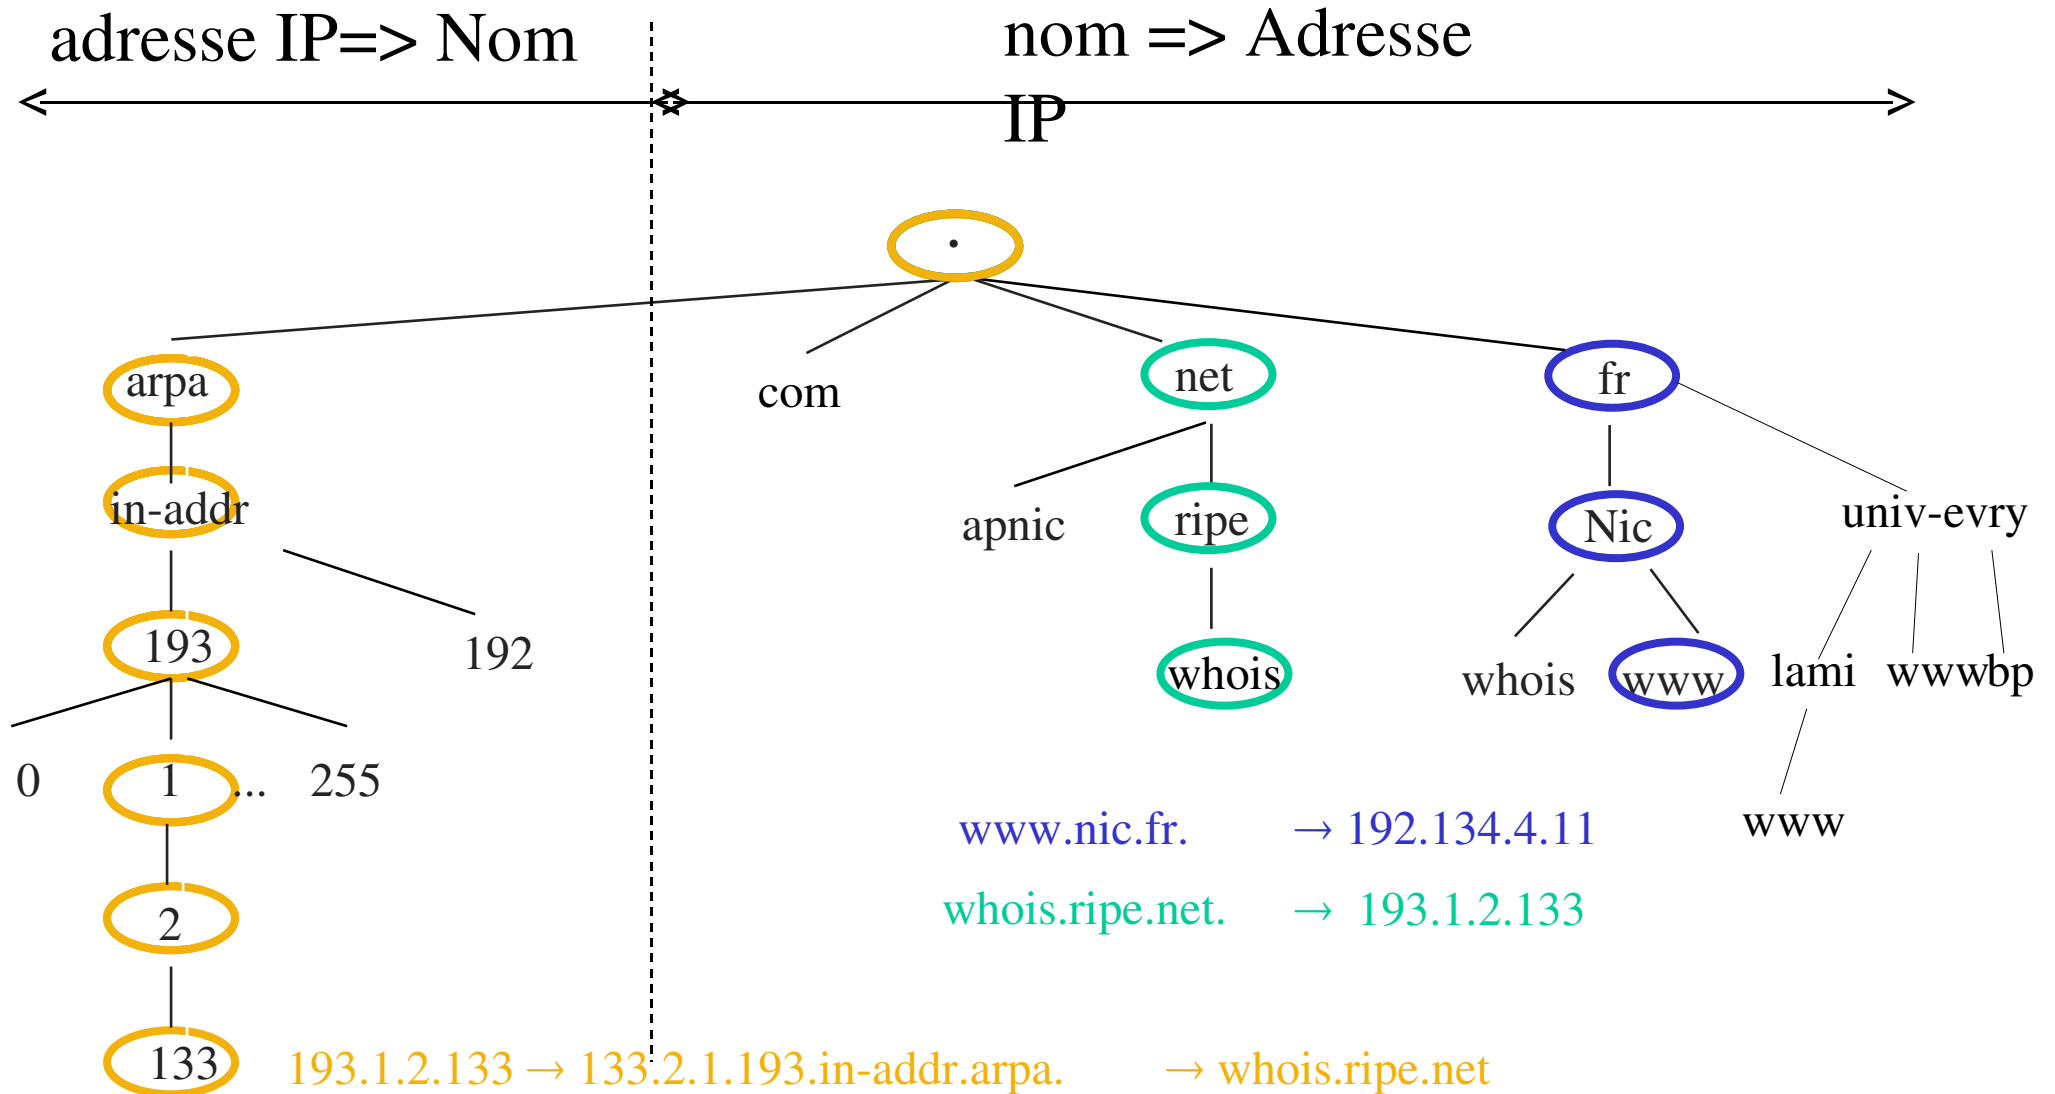 adresse IP=> Nom
nom => Adresse
IP
.
arpa
com
net
fr
in-addr
apnic
ripe
Nic
univ-evry
193
192
whois
whois
www
lami
www
bp
0
1
...
255
www
www.nic.fr. → 192.134.4.11
2
whois.ripe.net. → 193.1.2.133
133
193.1.2.133 → 133.2.1.193.in-addr.arpa. → whois.ripe.net